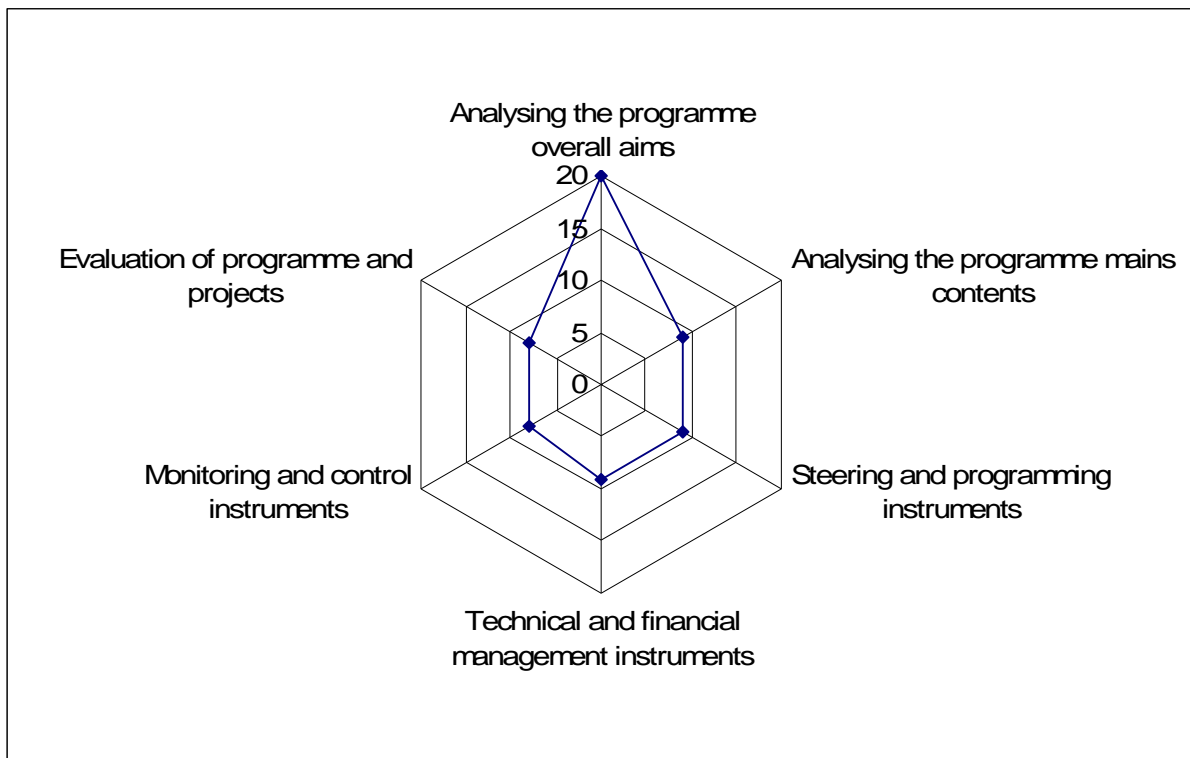 Analysing the programme
overall aims
20
15
10
5
0
Analysing the programme mains
contents
Steering and programming
instruments
Technical and financial
management instruments
Monitoring and control
instruments
Evaluation of programme and
projects